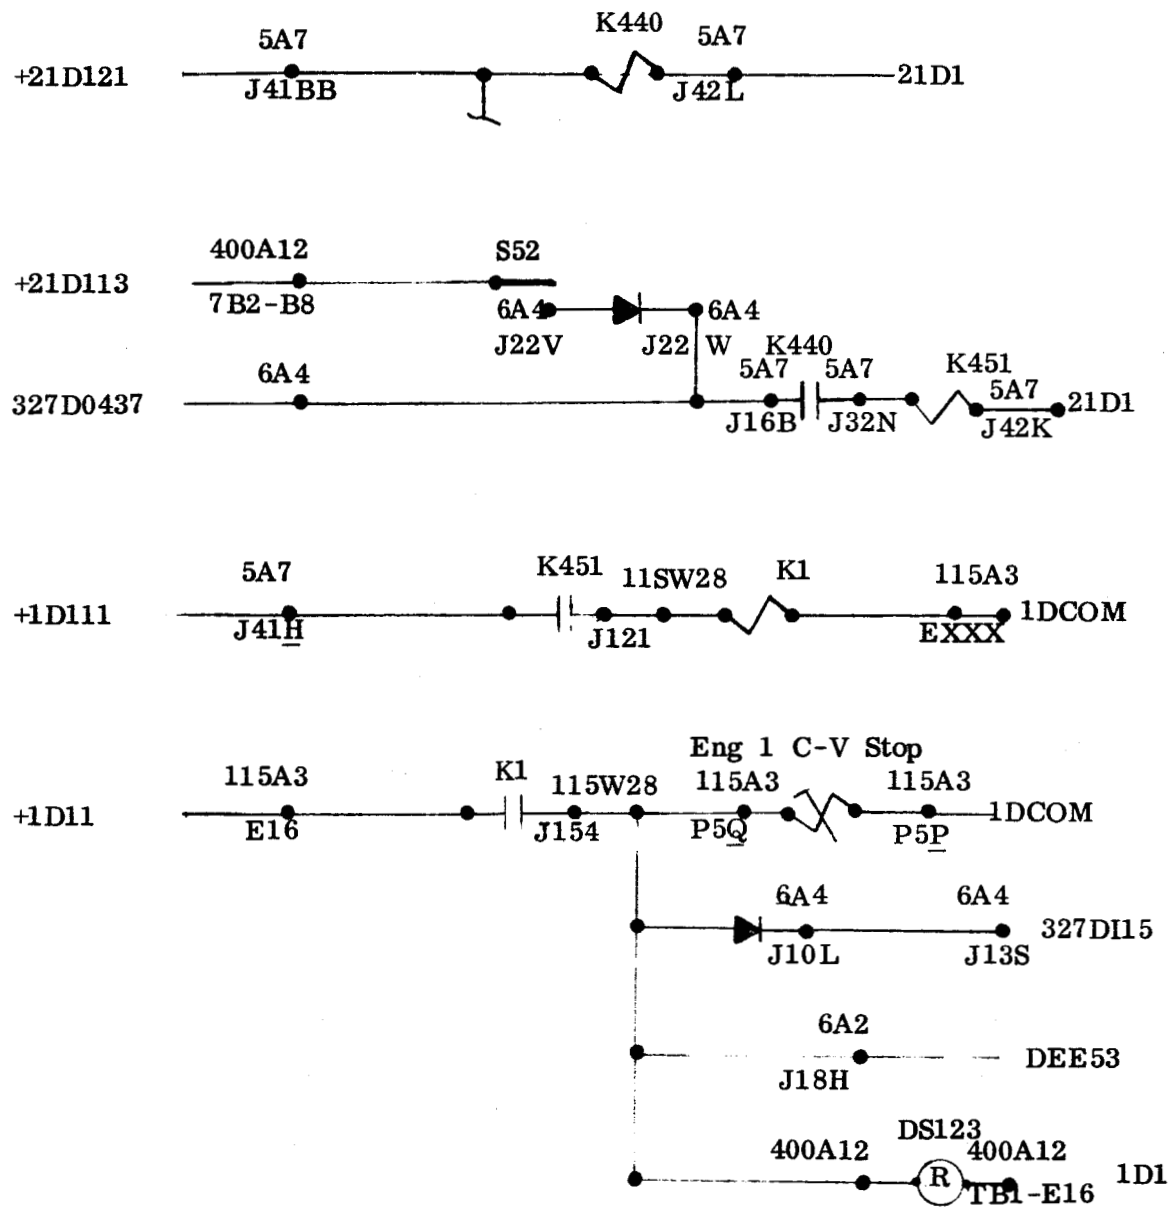 K440
5A7 5A7
+21D121 21D1
J41BB J42L
400A12 S52
+21D113
7B2-B8 6A4 6A4
J22V J22 W K440
6A4 5A7 5A7 K451
5A7
327D0437 21D1
J16B J32N J42K
5A7 K451 11SW28 K1 115A3
+1D111 1DCOM
J41H J121 EXXX
Eng 1 C-V Stop
115A3 K1 115W28 115A3 115A3
+1D11 1DCOM
E16 J154 P5Q P5P
6A4 6A4
327DI15
J10L J13S
6A2
DEE53
J18H
DS123
400A12 400A12
R 1D1
TB1-E16